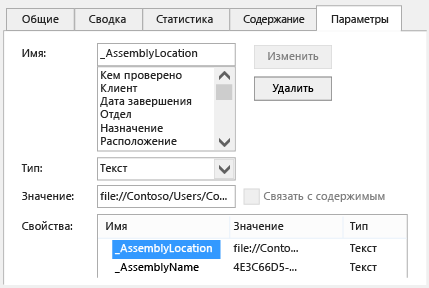 Общие Сводка Статистика Содержание Параметры
Имя: _AssemblyLocation Изменить
Кем проверено
Клиент
Дата завершения
Отдел
Назначение
Расположение
Удалить
Тип: Текст
Значение: file://Contoso/Users/Co... Связать с содержимым
Свойства: Имя Значение Тип
_AssemblyLocation file://Conto... Текст
_AssemblyName 4E3C66D5-... Текст